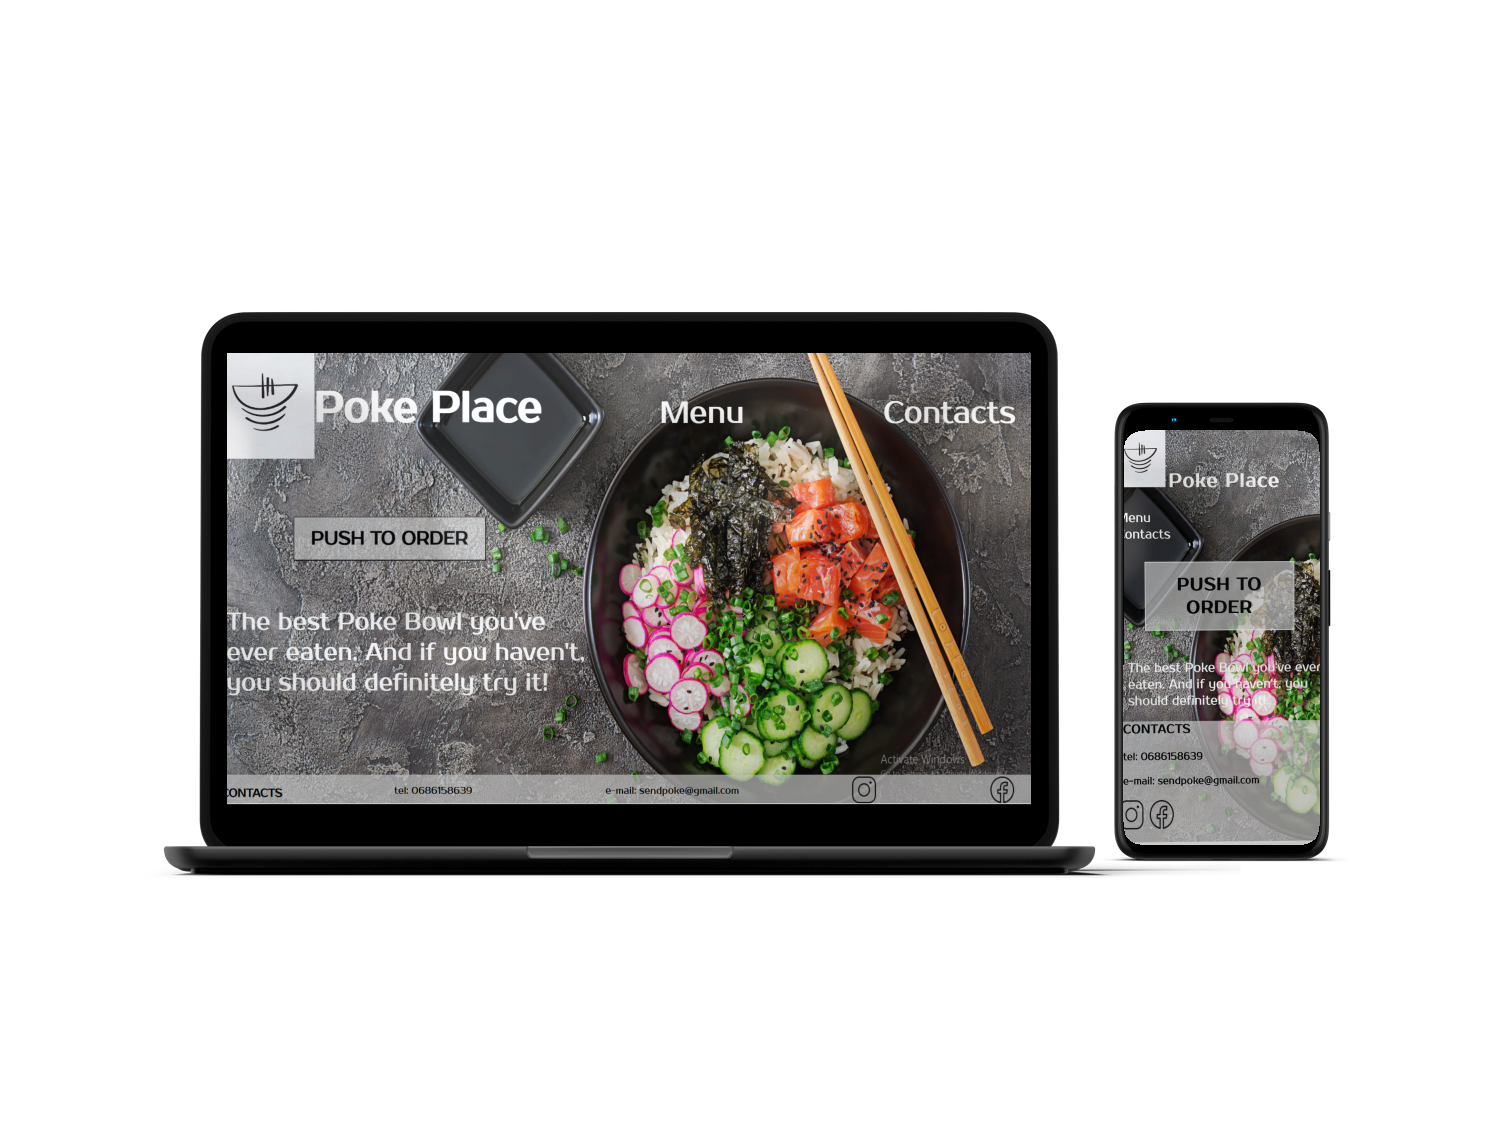 Poke Place
Menu
Contacts
PUSH TO ORDER
The best Poke Bowl you've
ever eaten. And if you haven't,
you should definitely try it!
Activate Windows
CONTACTS
tel: 0686158639
e-mail: sendpoke@gmail.com
Poke Place
Menu
Contacts
PUSH TO
ORDER
The best Poke Bowl you've ever
eaten. And if you haven't, you
should definitely try it!
CONTACTS
tel: 0686158639
e-mail: sendpoke@gmail.com